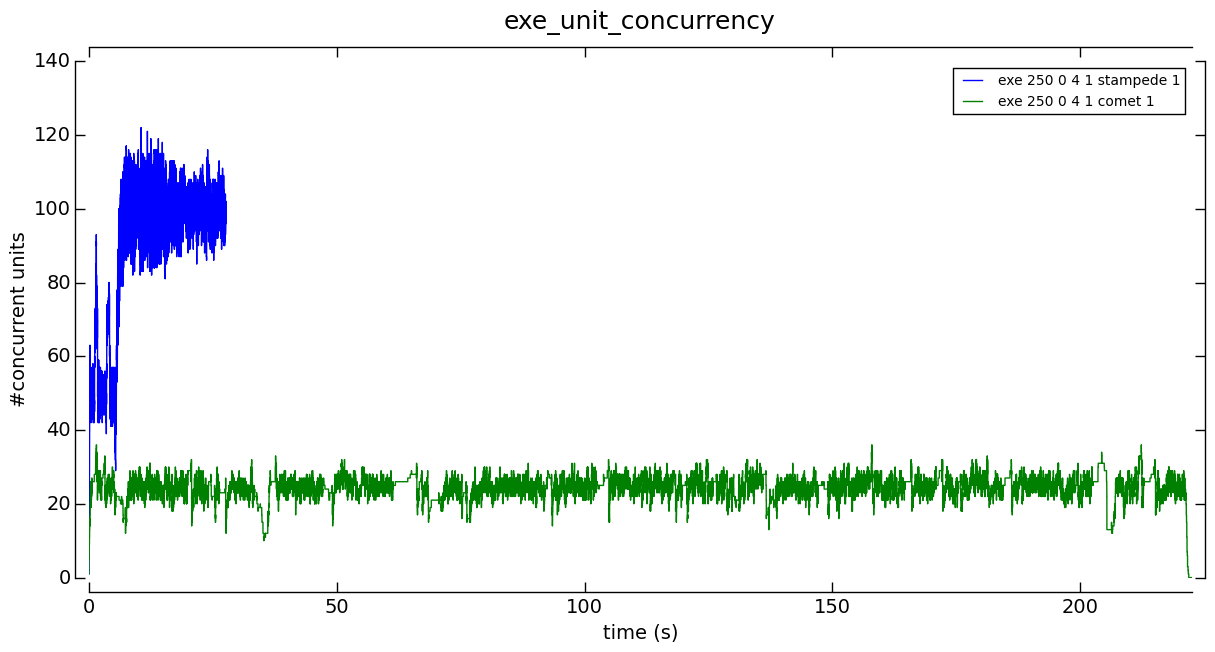 exe_unit_concurrency
140
120
100
80
60
40
20
0
#concurrent units
exe 250 0 4 1 stampede 1
exe 250 0 4 1 comet 1
0 50 100 150 200
time (s)